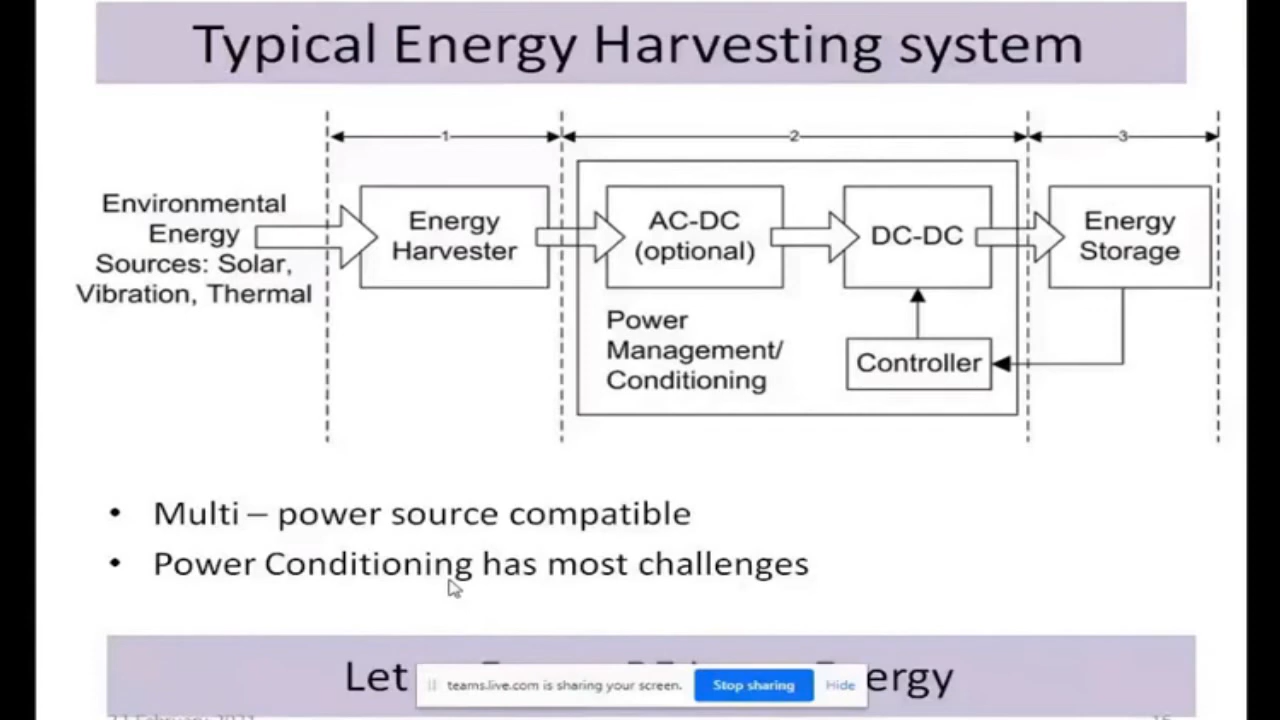 Typical Energy Harvesting system
1
2
3
Environmental
Energy
Sources: Solar,
Vibration, Thermal
Energy
Harvester
AC-DC
(optional)
DC-DC
Energy
Storage
Power
Management/
Conditioning
Controller
• Multi – power source compatible
• Power Conditioning has most challenges
Let ergy
teams.live.com is sharing your screen. Stop sharing Hide